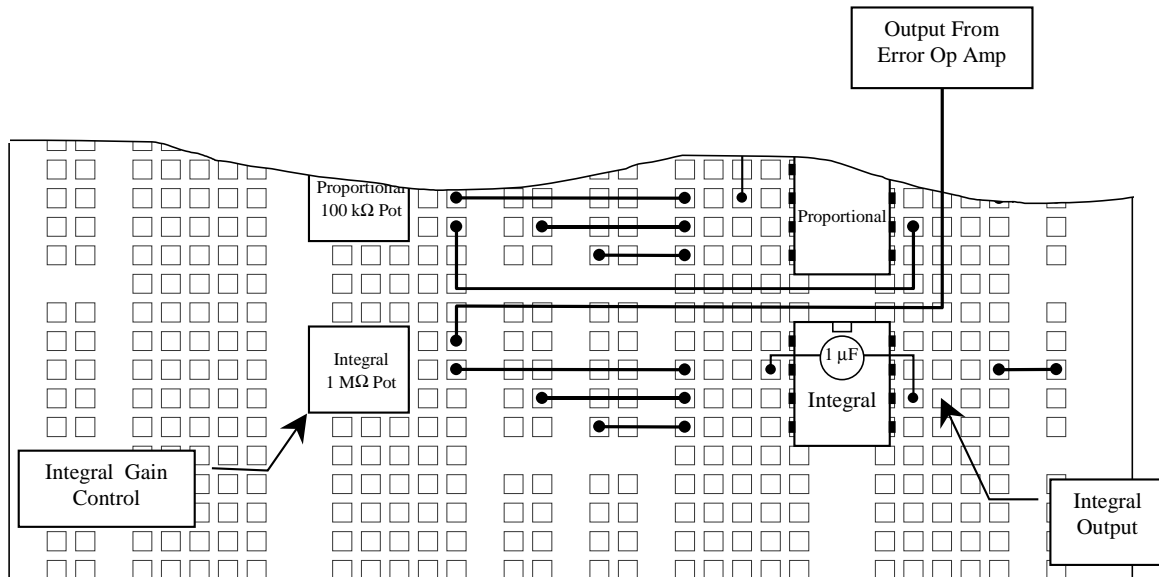 Output From
Error Op Amp
Proportional
100 kΩ Pot
Proportional
1 µF
Integral
1 MΩ Pot
Integral
Integral Gain
Control
Integral
Output